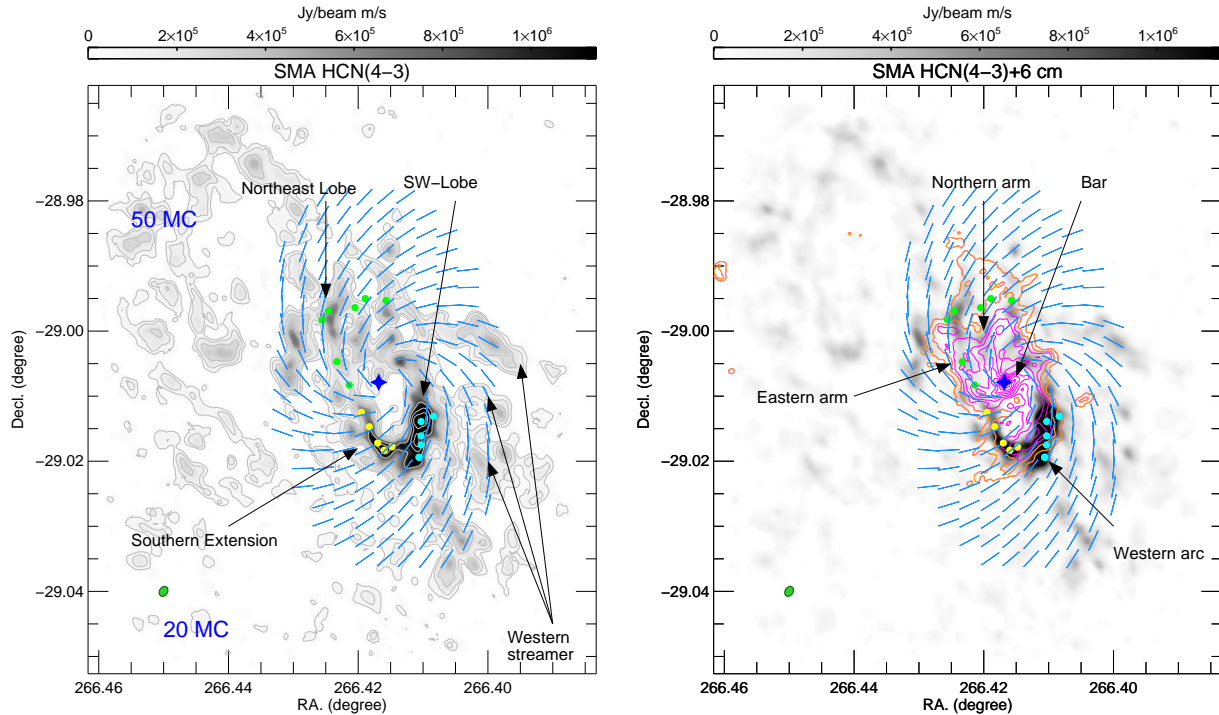 Jy/beam m/s
0 2×10⁵ 4×10⁵ 6×10⁵ 8×10⁵ 1×10⁶
SMA HCN(4−3)
Northeast Lobe
SW−Lobe
50 MC
−28.98
−29.00
−29.02
−29.04
Decl. (degree)
Southern Extension
20 MC
Western
streamer
266.46 266.44 266.42 266.40
RA. (degree)
Jy/beam m/s
0 2×10⁵ 4×10⁵ 6×10⁵ 8×10⁵ 1×10⁶
SMA HCN(4−3)+6 cm
Northern arm
Bar
−28.98
−29.00
−29.02
−29.04
Decl. (degree)
Eastern arm
Western arc
266.46 266.44 266.42 266.40
RA. (degree)